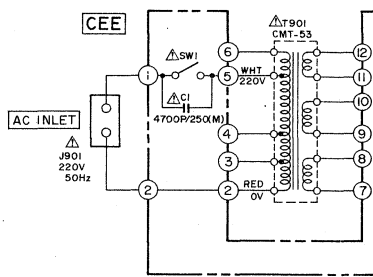 CEE
⚠T901
CMT-53
⚠SW1
6
12
1
5
WHT
220V
11
⚠C1
4700P/250(M)
10
AC INLET
⚠
J901
220V
50Hz
4
9
3
8
2
2
RED
0V
7